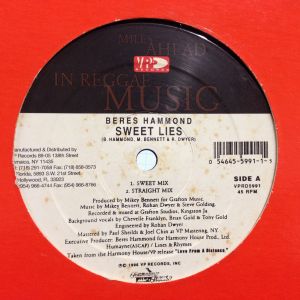 MILES AHEAD
VP
RECORDS
IN REGGAE
MUSIC
BERES HAMMOND
SWEET LIES
(B. HAMMOND, M. BENNETT & R. DWYER)
Manufactured & Distributed by
VP Records 89-05 138th Street
Jamaica, NY 11435
Tel: (718) 291-7058 Fax: (718) 658-3573
Florida, 5893 S.W. 21st Street
Hollywood, FL 33023
(954) 966-4744 Fax: (954) 966-8766
0 54645-5991-1 5
SIDE A
VPRD5991
45 RPM
1. SWEET MIX
2. STRAIGHT MIX
Produced by Mikey Bennett for Grafton Music.
Music by Mikey Bennett, Rohan Dwyer & Steve Golding.
Recorded & mixed at Grafton Studios, Kingston Ja
Background vocals by Chevelle Franklyn, Brian Gold & Tony Gold
Engineered by Rohan Dwyer
Mastered by Paul Shields & Joel Chin at VP Mastering, NY
Executive Producer: Beres Hammond for Harmony House Prod., Ltd.
Humayne(ASCAP) / Lines & Rhymes
Taken from the Harmony House/VP release "Love From A Distance."
1996 VP RECORDS, INC